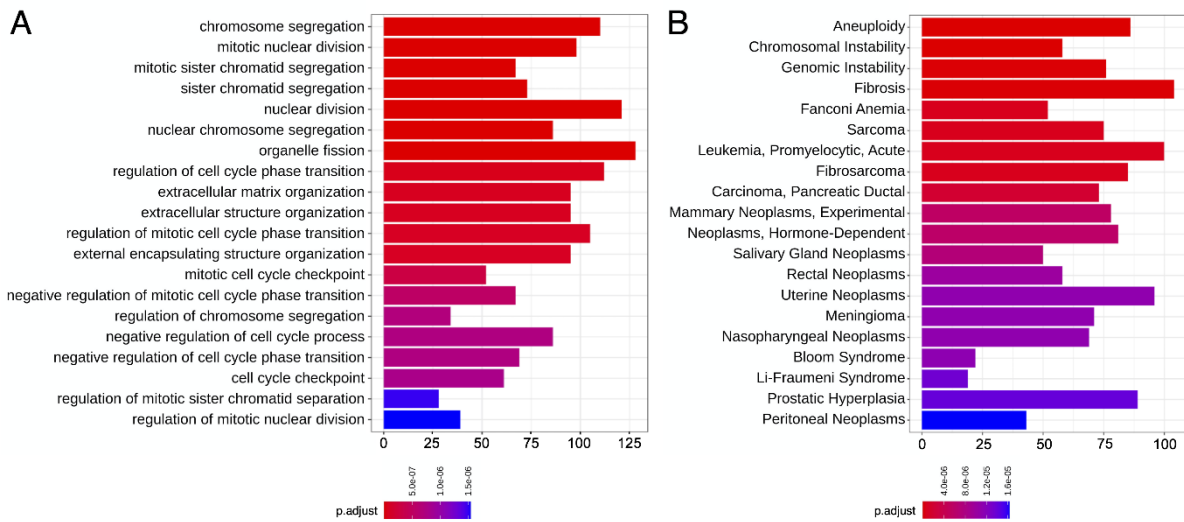 A
chromosome segregation
mitotic nuclear division
mitotic sister chromatid segregation
sister chromatid segregation
nuclear division
nuclear chromosome segregation
organelle fission
regulation of cell cycle phase transition
extracellular matrix organization
extracellular structure organization
regulation of mitotic cell cycle phase transition
external encapsulating structure organization
mitotic cell cycle checkpoint
negative regulation of mitotic cell cycle phase transition
regulation of chromosome segregation
negative regulation of cell cycle process
negative regulation of cell cycle phase transition
cell cycle checkpoint
regulation of mitotic sister chromatid separation
regulation of mitotic nuclear division
0 25 50 75 100 125
5.0e-07 1.0e-06 1.5e-06
p.adjust
B
Aneuploidy
Chromosomal Instability
Genomic Instability
Fibrosis
Fanconi Anemia
Sarcoma
Leukemia, Promyelocytic, Acute
Fibrosarcoma
Carcinoma, Pancreatic Ductal
Mammary Neoplasms, Experimental
Neoplasms, Hormone-Dependent
Salivary Gland Neoplasms
Rectal Neoplasms
Uterine Neoplasms
Meningioma
Nasopharyngeal Neoplasms
Bloom Syndrome
Li-Fraumeni Syndrome
Prostatic Hyperplasia
Peritoneal Neoplasms
0 25 50 75 100
4.0e-06 8.0e-06 1.2e-05 1.6e-05
p.adjust